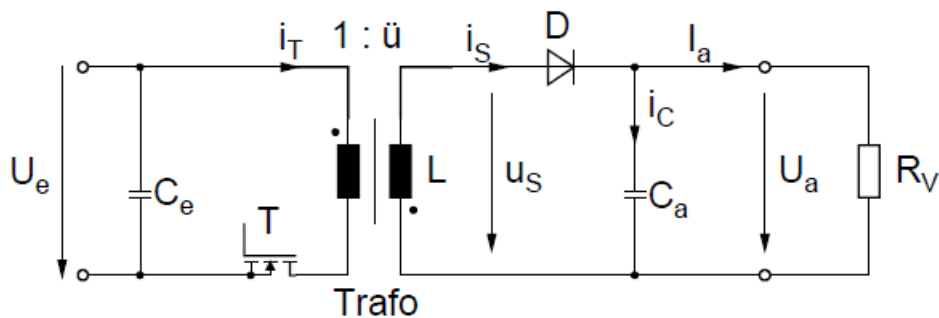 i_T 1 : ü i_S D I_a
i_C
U_e C_e T L u_S C_a U_a R_V
Trafo